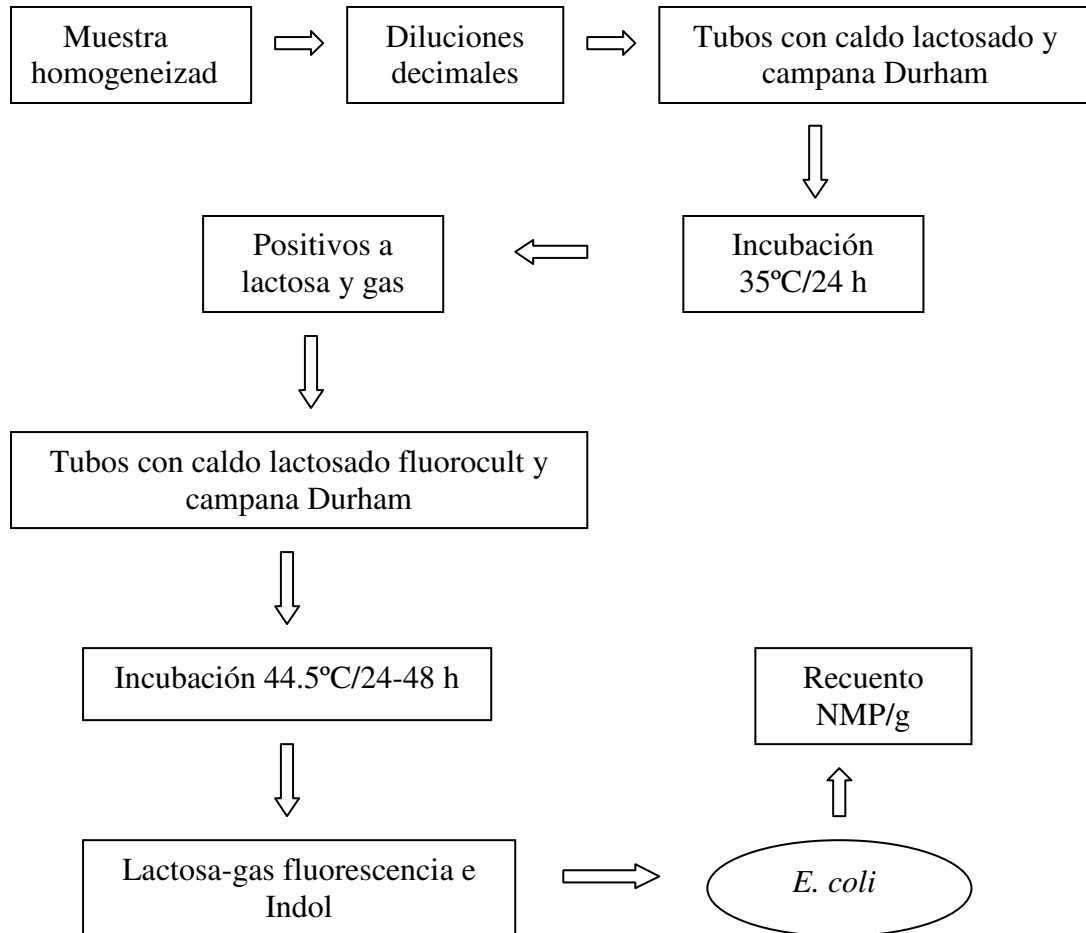 Muestra
homogeneizad
Diluciones
decimales
Tubos con caldo lactosado y
campana Durham
Incubación
35ºC/24 h
Positivos a
lactosa y gas
Tubos con caldo lactosado fluorocult y
campana Durham
Incubación 44.5ºC/24-48 h
Lactosa-gas fluorescencia e
Indol
E. coli
Recuento
NMP/g